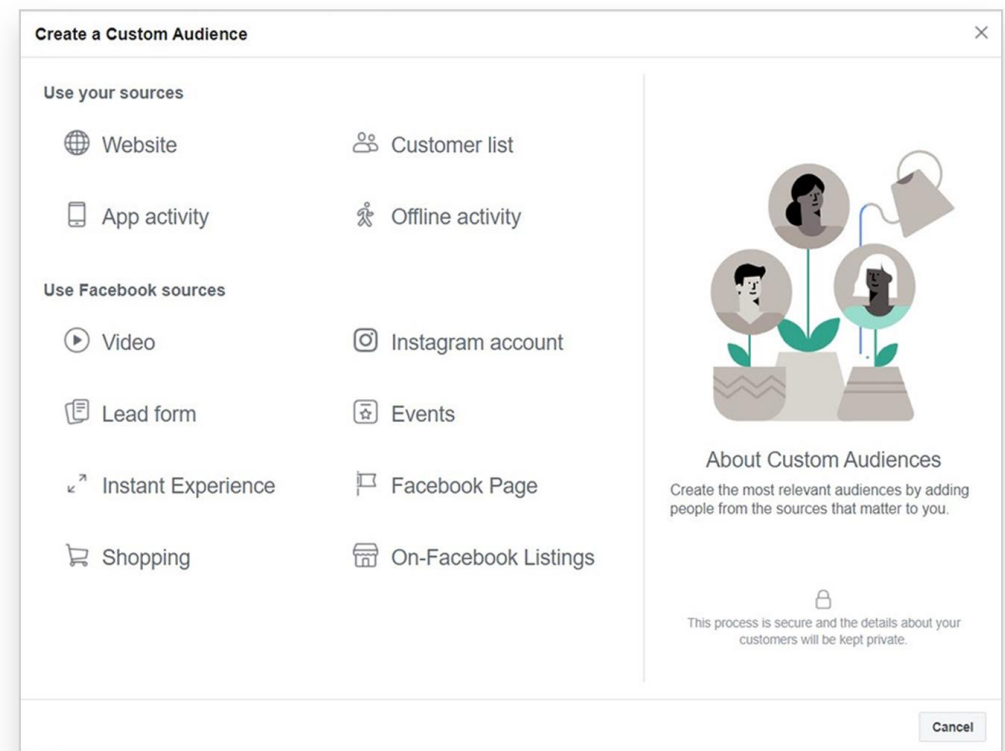 Create a Custom Audience
Use your sources
Website
Customer list
App activity
Offline activity
Use Facebook sources
Video
Instagram account
Lead form
Events
Instant Experience
Facebook Page
Shopping
On-Facebook Listings
About Custom Audiences
Create the most relevant audiences by adding
people from the sources that matter to you.
This process is secure and the details about your
customers will be kept private.
Cancel